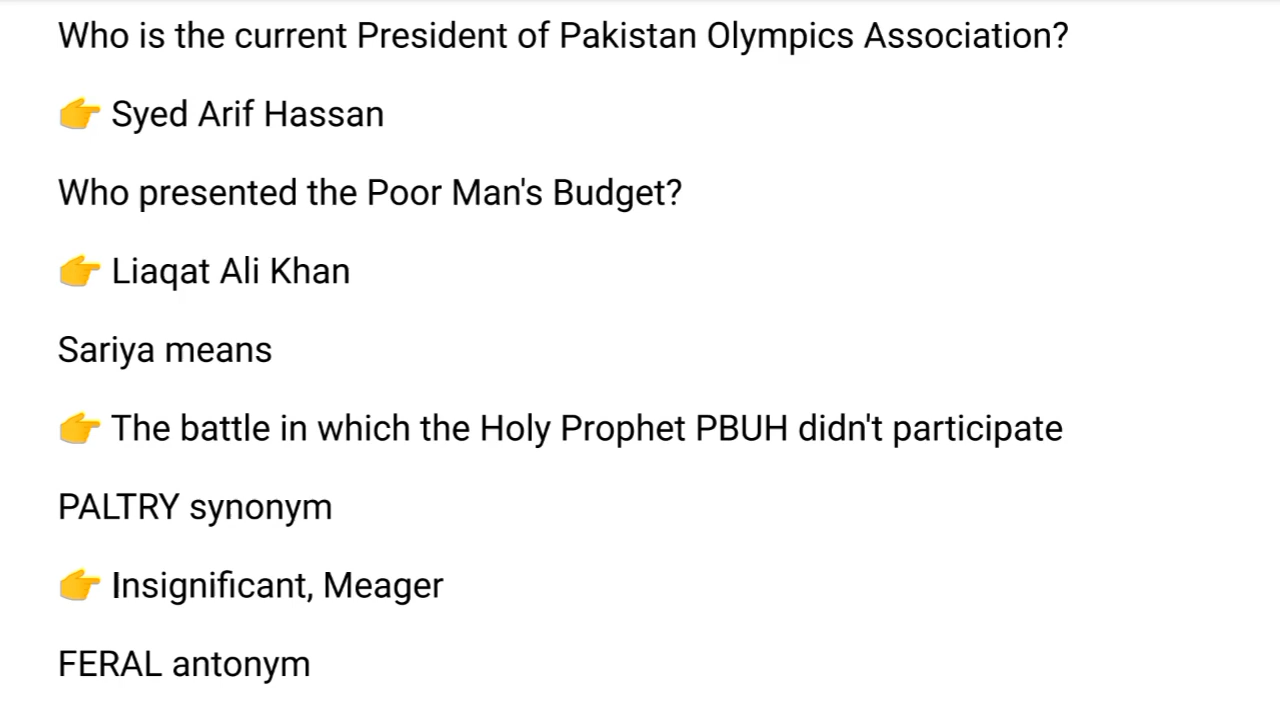 Who is the current President of Pakistan Olympics Association?
👉 Syed Arif Hassan
Who presented the Poor Man's Budget?
👉 Liaqat Ali Khan
Sariya means
👉 The battle in which the Holy Prophet PBUH didn't participate
PALTRY synonym
👉 Insignificant, Meager
FERAL antonym